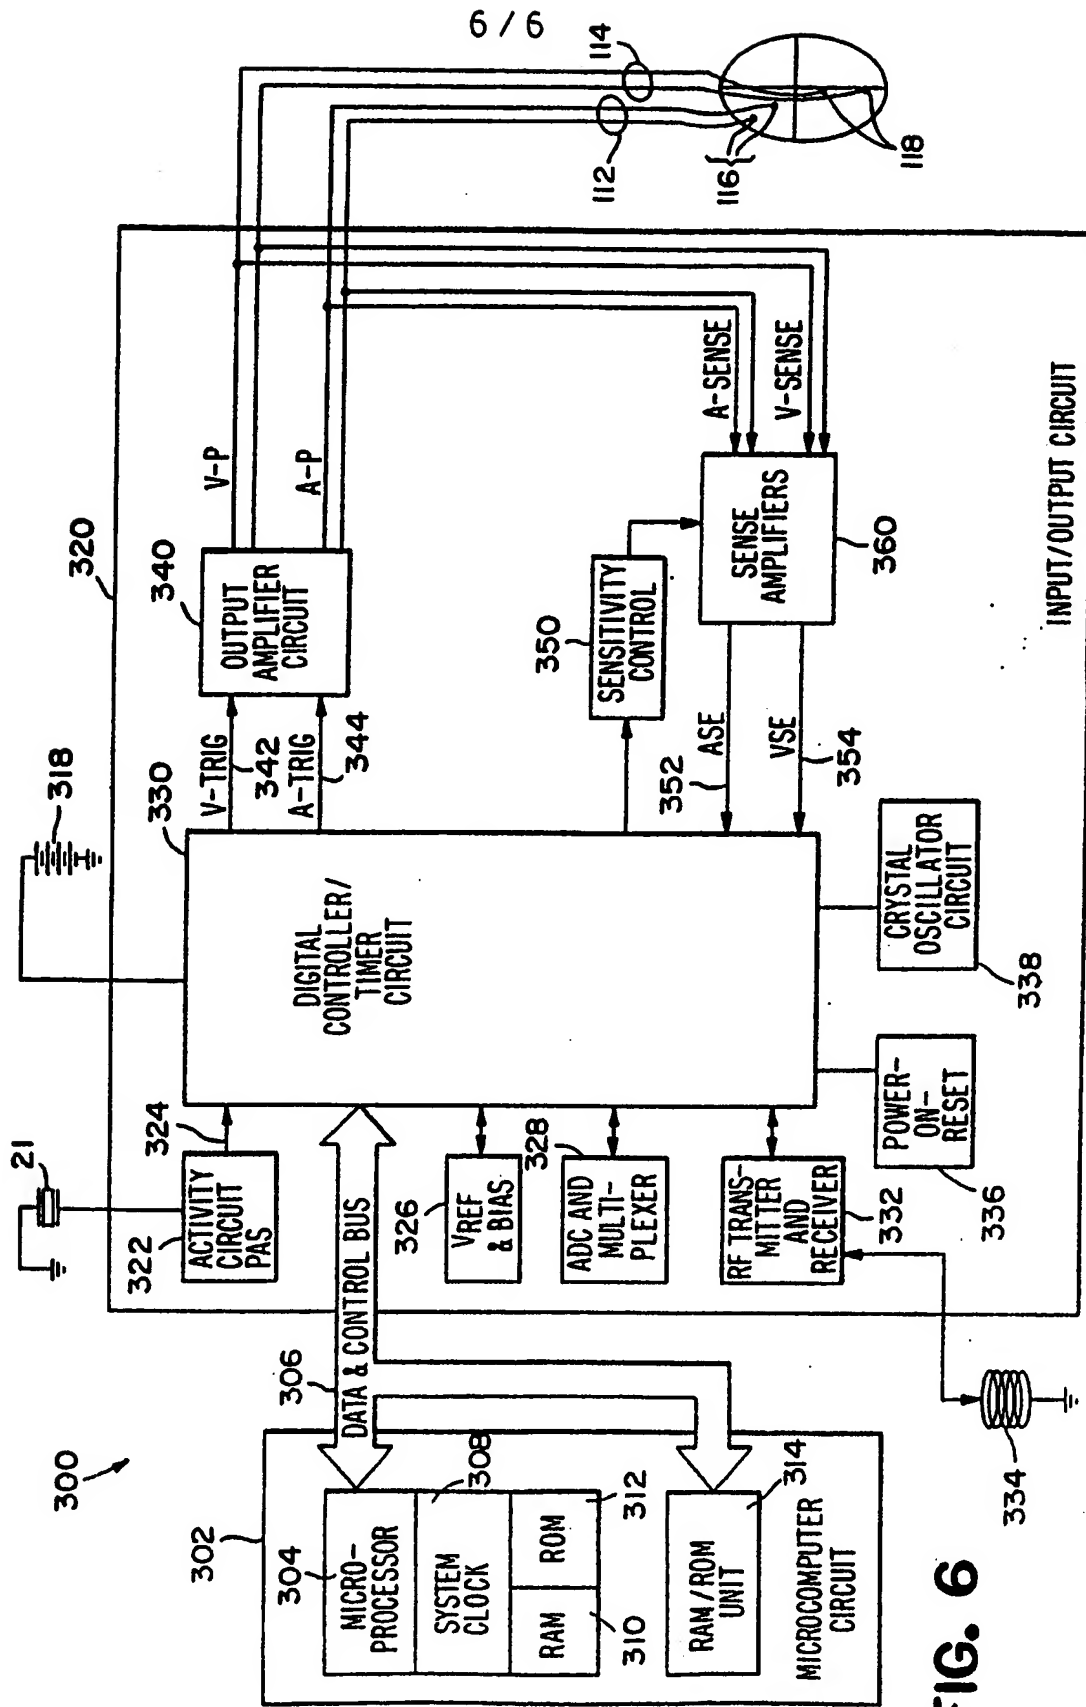 6/6
300
302
304
MICRO-
PROCESSOR
SYSTEM
CLOCK
308
RAM
310
ROM
312
RAM/ROM
UNIT
314
MICROCOMPUTER
CIRCUIT
306
DATA & CONTROL BUS
21
ACTIVITY
CIRCUIT
PAS
322
324
VREF
& BIAS
326
ADC AND
MULTI-
PLEXER
328
RF TRANS-
MITTER
AND
RECEIVER
332
334
POWER-
ON-
RESET
336
CRYSTAL
OSCILLATOR
CIRCUIT
338
318
320
330
DIGITAL
CONTROLLER/
TIMER
CIRCUIT
V-TRIG
342
A-TRIG
344
OUTPUT
AMPLIFIER
CIRCUIT
340
V-P
A-P
SENSITIVITY
CONTROL
350
ASE
352
VSE
354
SENSE
AMPLIFIERS
360
A-SENSE
V-SENSE
112
114
116
118
INPUT/OUTPUT CIRCUIT
FIG. 6